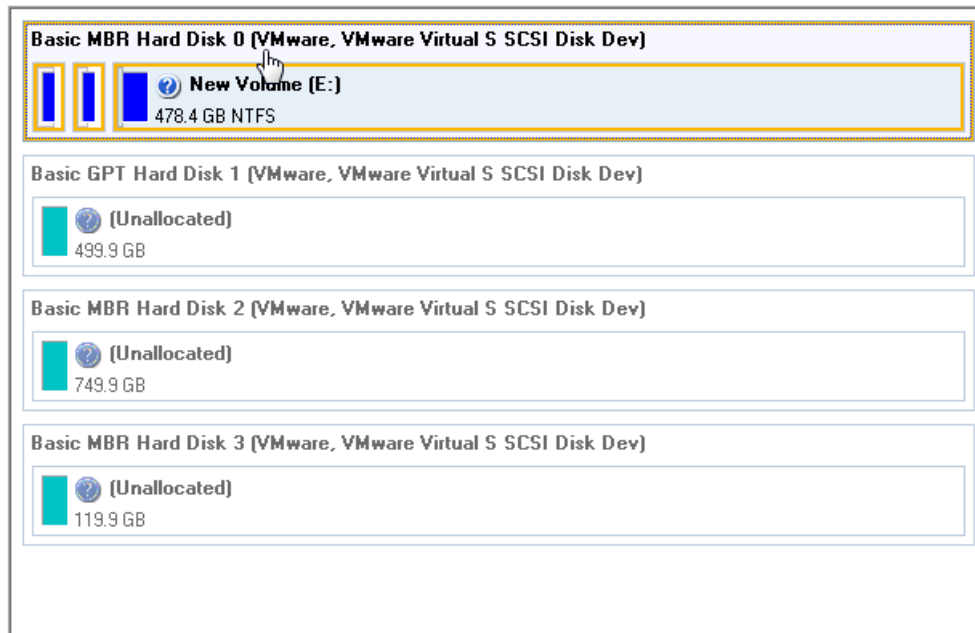 Basic MBR Hard Disk 0 (VMware, VMware Virtual S SCSI Disk Dev)
New Volume (E:)
478.4 GB NTFS
Basic GPT Hard Disk 1 (VMware, VMware Virtual S SCSI Disk Dev)
(Unallocated)
499.9 GB
Basic MBR Hard Disk 2 (VMware, VMware Virtual S SCSI Disk Dev)
(Unallocated)
749.9 GB
Basic MBR Hard Disk 3 (VMware, VMware Virtual S SCSI Disk Dev)
(Unallocated)
119.9 GB